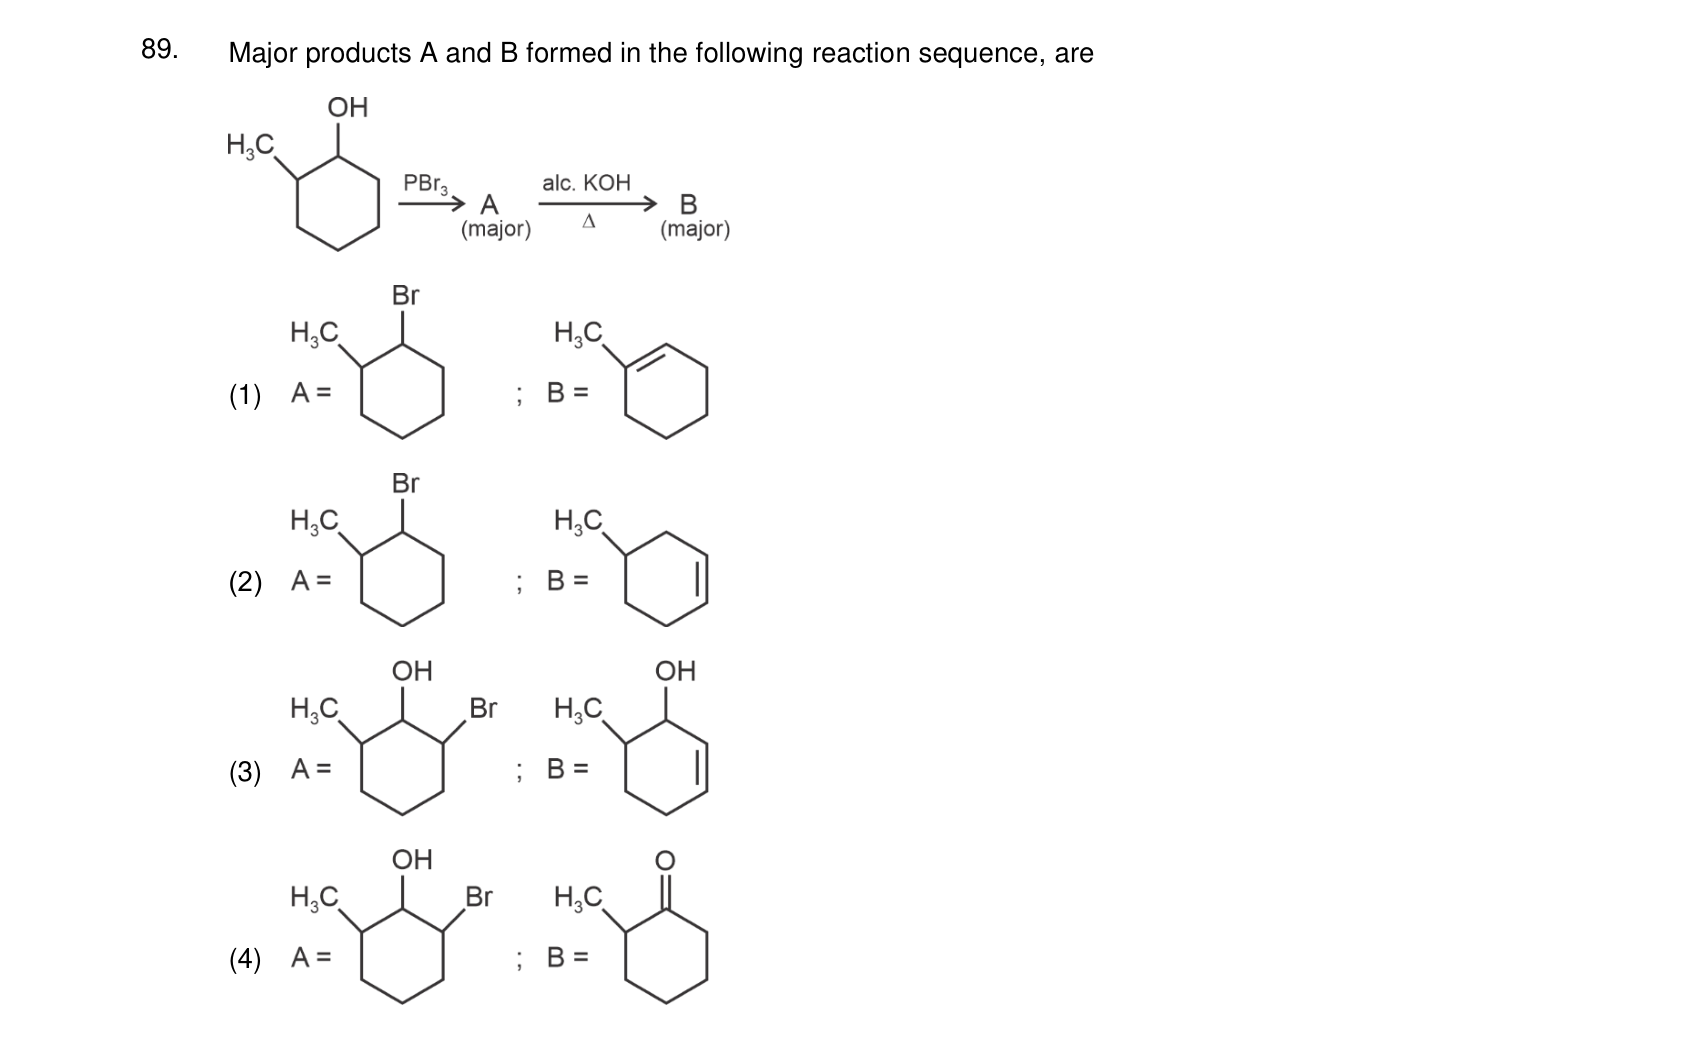 89. Major products A and B formed in the following reaction sequence, are
OH
H₃C
PBr₃ A alc. KOH B
(major) Δ (major)
Br
H₃C H₃C
(1) A = ; B =
Br
H₃C H₃C
(2) A = ; B =
OH OH
H₃C Br H₃C
(3) A = ; B =
OH O
H₃C Br H₃C
(4) A = ; B =